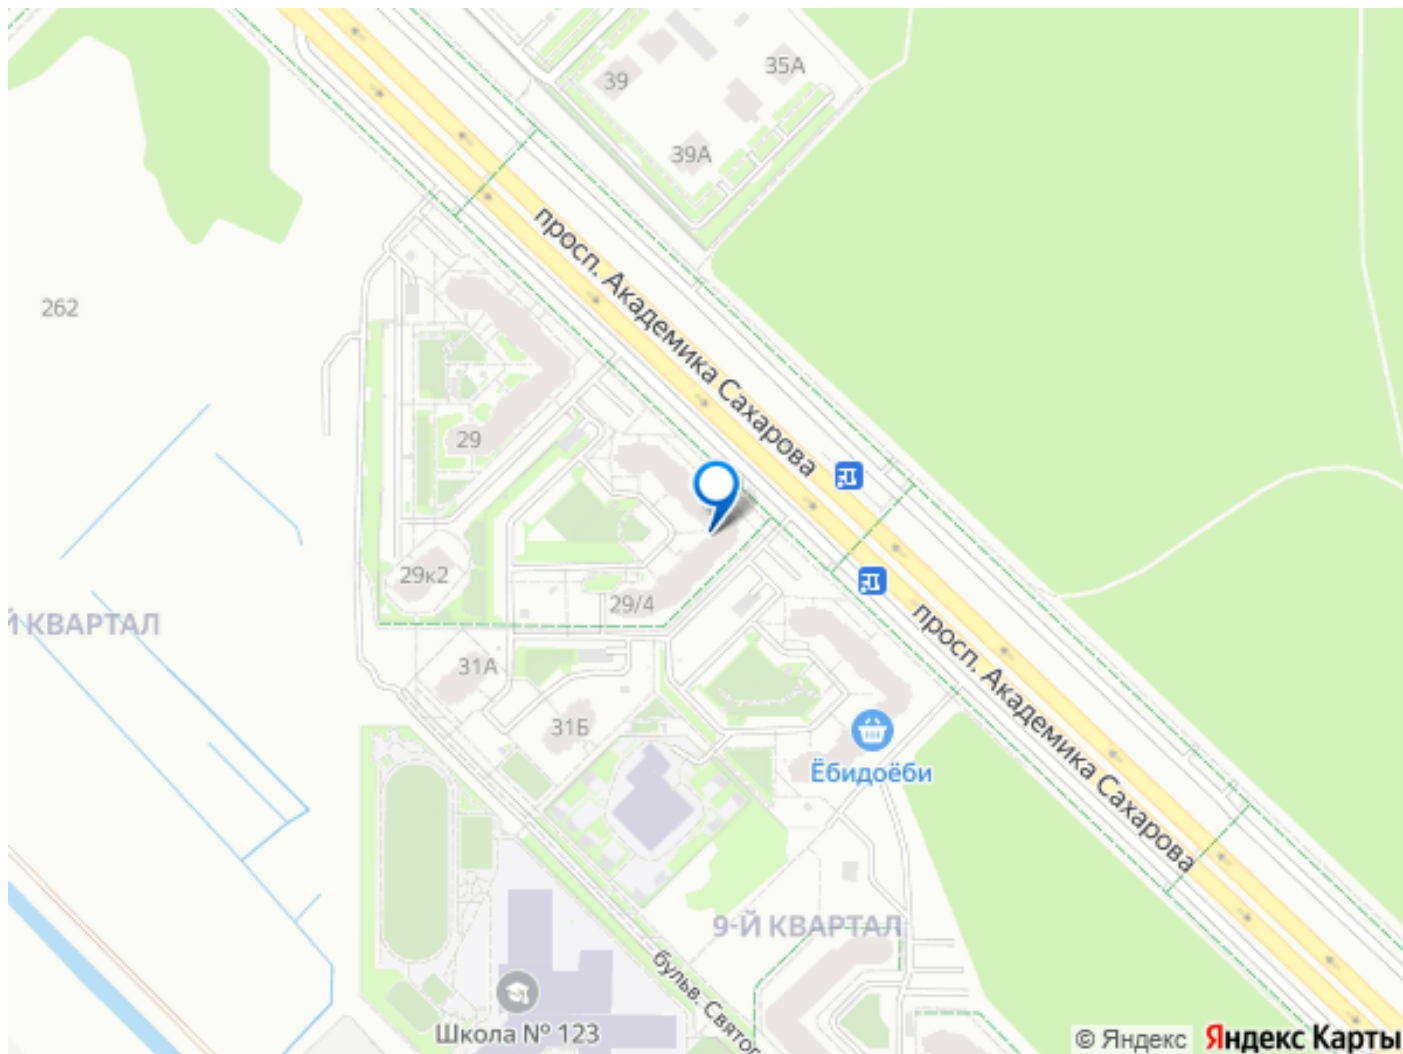 35А
39
39А
просп. Академика Сахарова
262
29
29к2
29/4
Й КВАРТАЛ
просп. Академика Сахарова
31А
31Б
Ёбидоёби
9-Й КВАРТАЛ
бульв. Святог
Школа № 123
© Яндекс Яндекс Карты